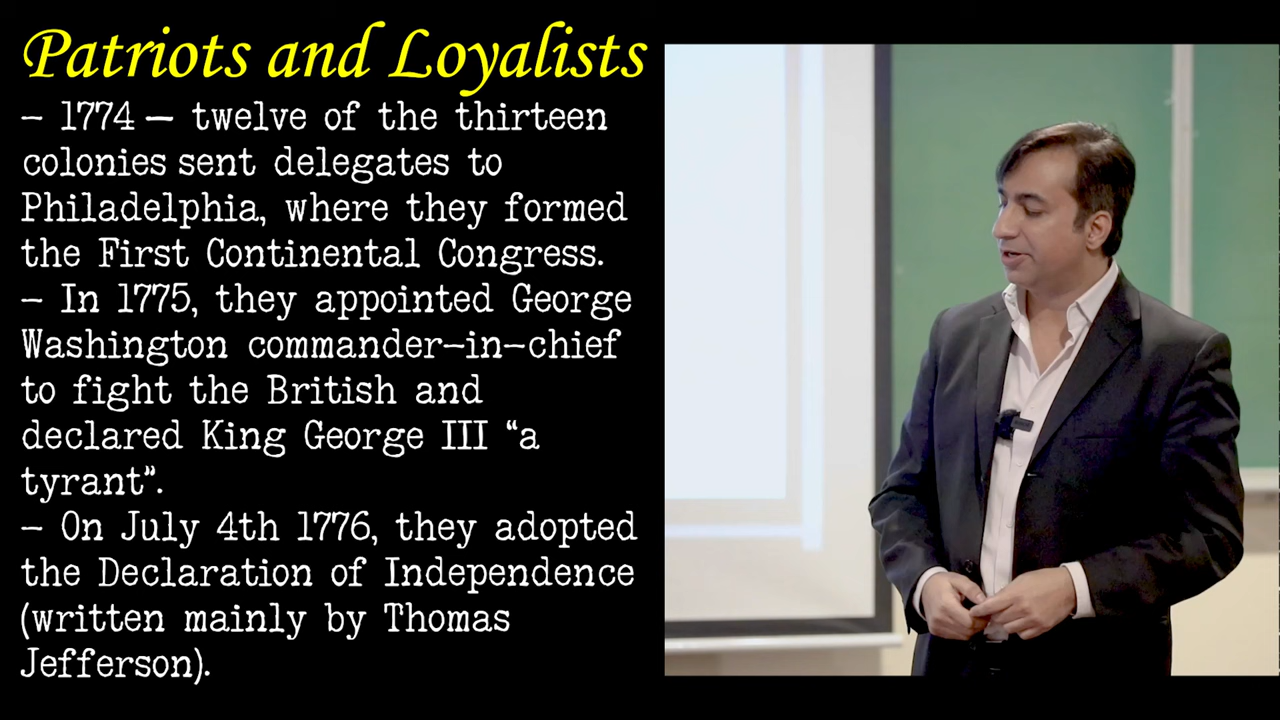 Patriots and Loyalists
– 1774 — twelve of the thirteen
colonies sent delegates to
Philadelphia, where they formed
the First Continental Congress.
– In 1775, they appointed George
Washington commander-in-chief
to fight the British and
declared King George III “a
tyrant”.
– On July 4th 1776, they adopted
the Declaration of Independence
(written mainly by Thomas
Jefferson).